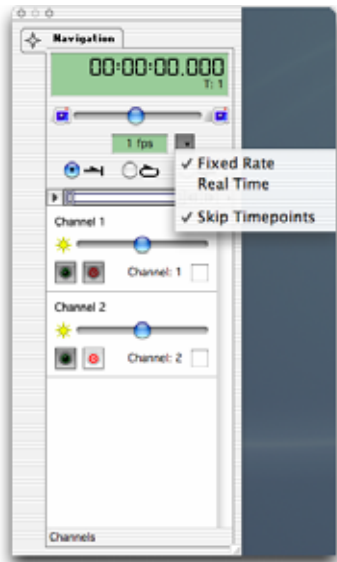 Navigation
00:00:00.000
T: 1
1 fps
✓ Fixed Rate
Real Time
✓ Skip Timepoints
Channel 1
Channel: 1
Channel 2
Channel: 2
Channels